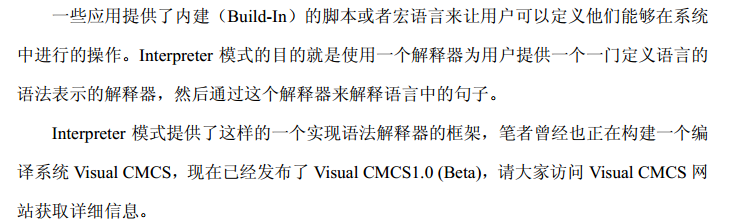 一些应用提供了内建（Build-In）的脚本或者宏语言来让用户可以定义他们能够在系统
中进行的操作。Interpreter 模式的目的就是使用一个解释器为用户提供一个一门定义语言的
语法表示的解释器，然后通过这个解释器来解释语言中的句子。
Interpreter 模式提供了这样的一个实现语法解释器的框架，笔者曾经也正在构建一个编
译系统 Visual CMCS，现在已经发布了 Visual CMCS1.0 (Beta)，请大家访问 Visual CMCS 网
站获取详细信息。